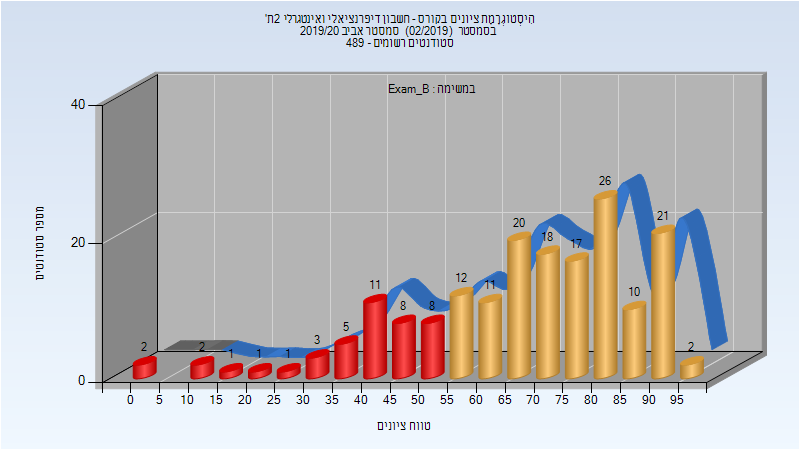 הִיסְטוֹגְרָמַת ציונים בקורס - חשבון דיפרנציאלי ואינטגרלי 2ת'
בסמסטר (02/2019) סמסטר אביב 2019/20
סטודנטים רשומים - 489
במשימה : Exam_B
מספר סטודנטים
40
20
0
2 2 1 1 1 3 5 11 8 8 12 11 20 18 17 26 10 21 2
0 5 10 15 20 25 30 35 40 45 50 55 60 65 70 75 80 85 90 95
טווח ציונים